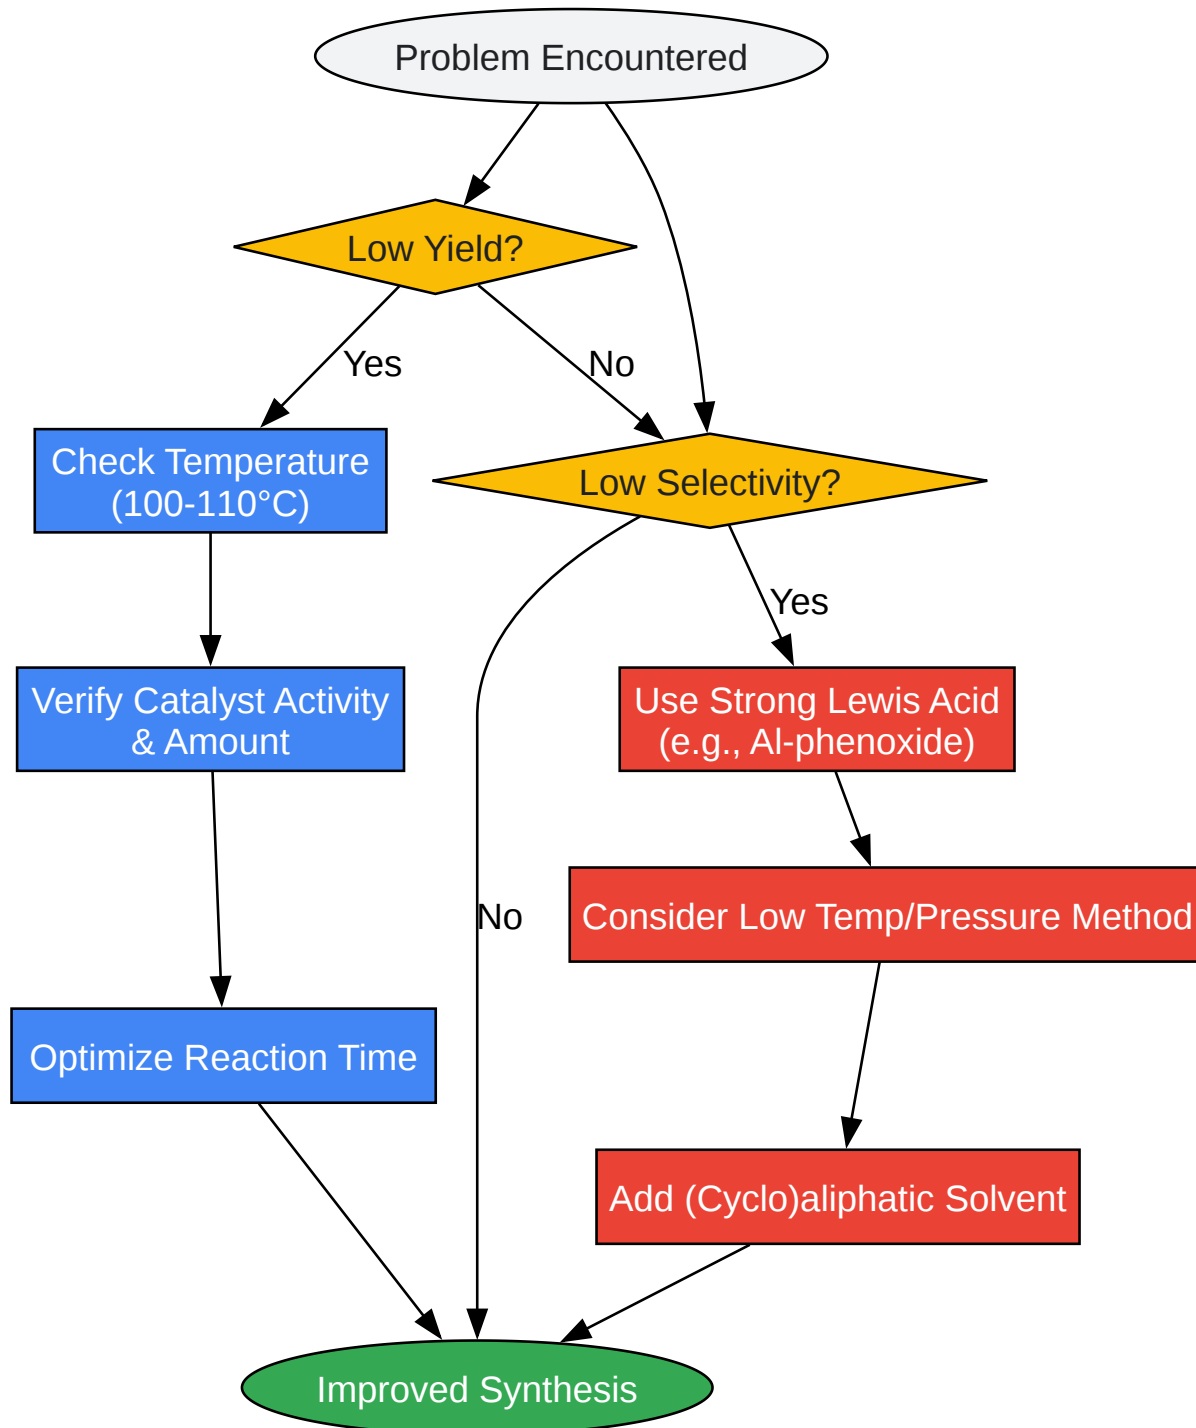 Problem Encountered
Low Yield?
Yes
No
Check Temperature
(100-110°C)
Low Selectivity?
Yes
Verify Catalyst Activity
& Amount
Use Strong Lewis Acid
(e.g., Al-phenoxide)
No
Consider Low Temp/Pressure Method
Optimize Reaction Time
Add (Cyclo)aliphatic Solvent
Improved Synthesis